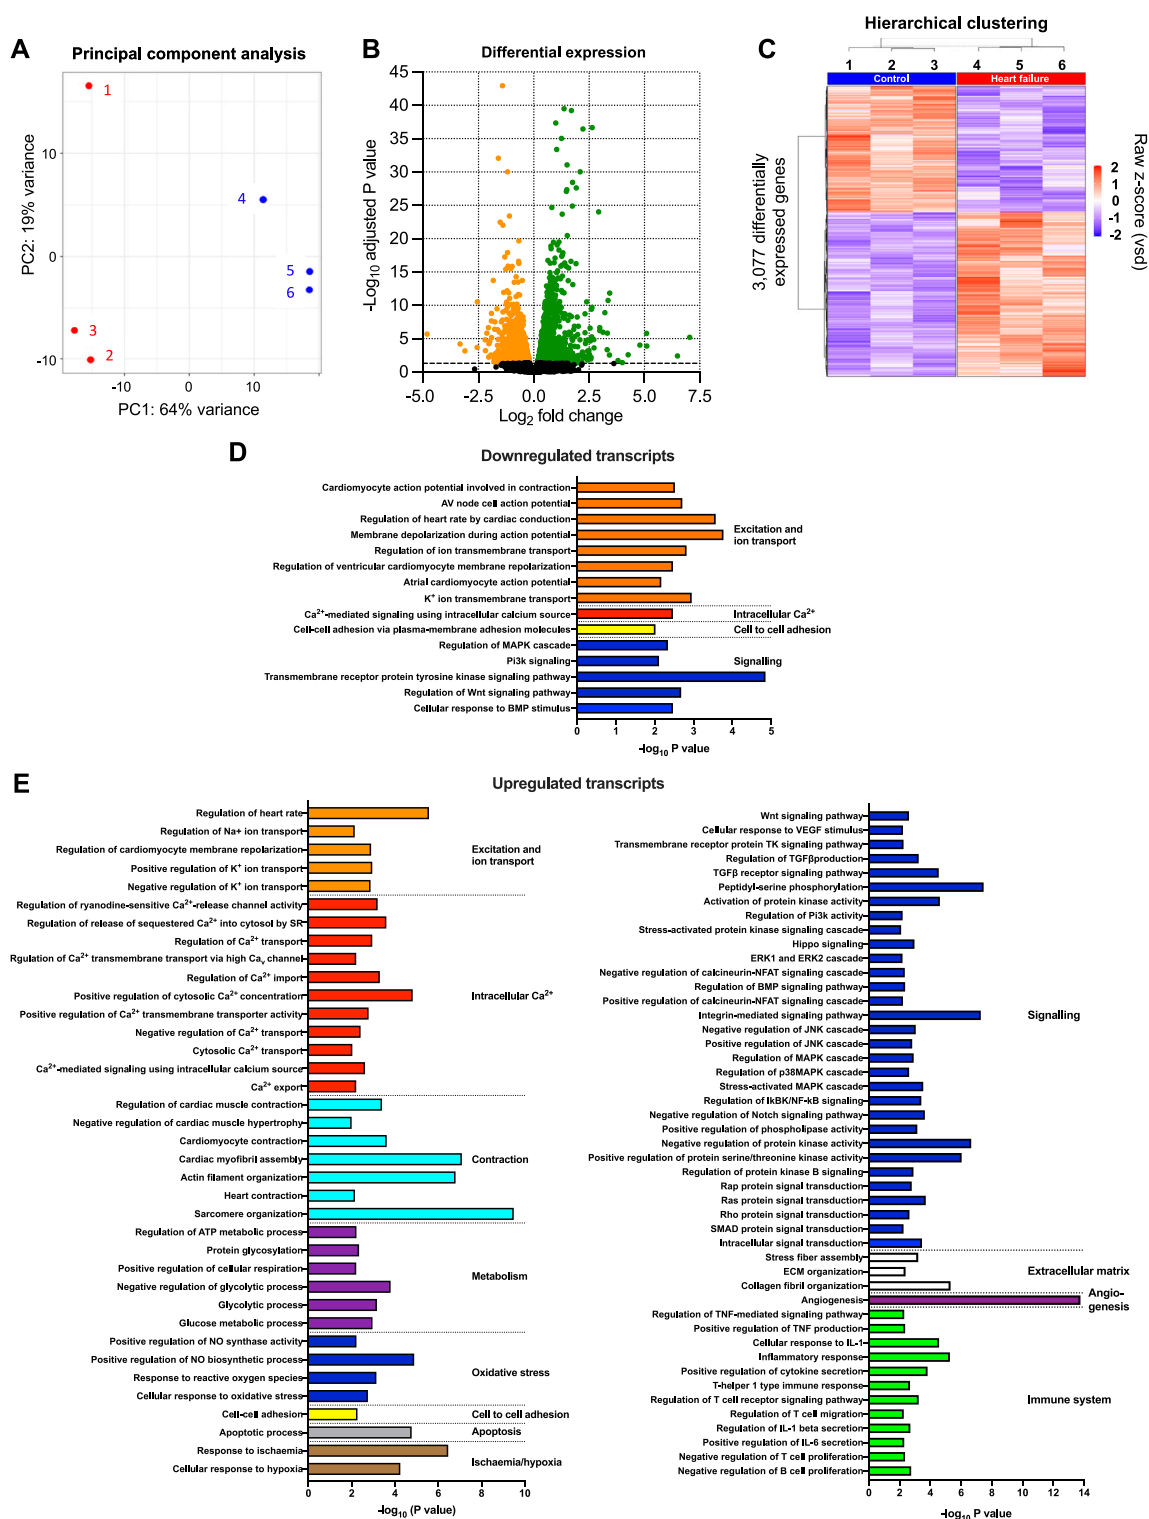 A
Principal component analysis
PC2: 19% variance
10
0
-10
1
2
3
4
5
6
-10
0
10
PC1: 64% variance
B
Differential expression
-Log10 adjusted P value
45
40
35
30
25
20
15
10
5
0
-5.0
-2.5
0.0
2.5
5.0
7.5
Log2 fold change
C
Hierarchical clustering
1 2 3 4 5 6
Control
Heart failure
3,077 differentially
expressed genes
2
1
0
-1
-2
Raw z-score (vsd)
D
Downregulated transcripts
Cardiomyocyte action potential involved in contraction
AV node cell action potential
Regulation of heart rate by cardiac conduction
Membrane depolarization during action potential
Regulation of ion transmembrane transport
Regulation of ventricular cardiomyocyte membrane repolarization
Atrial cardiomyocyte action potential
K+ ion transmembrane transport
Ca2+-mediated signaling using intracellular calcium source
Cell-cell adhesion via plasma-membrane adhesion molecules
Regulation of MAPK cascade
Pi3k signaling
Transmembrane receptor protein tyrosine kinase signaling pathway
Regulation of Wnt signaling pathway
Cellular response to BMP stimulus
Excitation and
ion transport
Intracellular Ca2+
Cell to cell adhesion
Signalling
0 1 2 3 4 5
-log10 P value
E
Upregulated transcripts
Regulation of heart rate
Regulation of Na+ ion transport
Regulation of cardiomyocyte membrane repolarization
Positive regulation of K+ ion transport
Negative regulation of K+ ion transport
Regulation of ryanodine-sensitive Ca2+-release channel activity
Regulation of release of sequestered Ca2+ into cytosol by SR
Regulation of Ca2+ transport
Rgulation of Ca2+ transmembrane transport via high Cav channel
Regulation of Ca2+ import
Positive regulation of cytosolic Ca2+ concentration
Positive regulation of Ca2+ transmembrane transporter activity
Negative regulation of Ca2+ transport
Cytosolic Ca2+ transport
Ca2+-mediated signaling using intracellular calcium source
Ca2+ export
Regulation of cardiac muscle contraction
Negative regulation of cardiac muscle hypertrophy
Cardiomyocyte contraction
Cardiac myofibril assembly
Actin filament organization
Heart contraction
Sarcomere organization
Regulation of ATP metabolic process
Protein glycosylation
Positive regulation of cellular respiration
Negative regulation of glycolytic process
Glycolytic process
Glucose metabolic process
Positive regulation of NO synthase activity
Positive regulation of NO biosynthetic process
Response to reactive oxygen species
Cellular response to oxidative stress
Cell-cell adhesion
Apoptotic process
Response to ischaemia
Cellular response to hypoxia
Excitation and
ion transport
Intracellular Ca2+
Contraction
Metabolism
Oxidative stress
Cell to cell adhesion
Apoptosis
Ischaemia/hypoxia
0 2 4 6 8 10
-log10 (P value)
Wnt signaling pathway
Cellular response to VEGF stimulus
Transmembrane receptor protein TK signaling pathway
Regulation of TGFβproduction
TGFβ receptor signaling pathway
Peptidyl-serine phosphorylation
Activation of protein kinase activity
Regulation of Pi3k activity
Stress-activated protein kinase signaling cascade
Hippo signaling
ERK1 and ERK2 cascade
Negative regulation of calcineurin-NFAT signaling cascade
Regulation of BMP signaling pathway
Positive regulation of calcineurin-NFAT signaling cascade
Integrin-mediated signaling pathway
Negative regulation of JNK cascade
Positive regulation of JNK cascade
Regulation of MAPK cascade
Regulation of p38MAPK cascade
Stress-activated MAPK cascade
Regulation of IkBK/NF-kB signaling
Negative regulation of Notch signaling pathway
Positive regulation of phospholipase activity
Negative regulation of protein kinase activity
Positive regulation of protein serine/threonine kinase activity
Regulation of protein kinase B signaling
Rap protein signal transduction
Ras protein signal transduction
Rho protein signal transduction
SMAD protein signal transduction
Intracellular signal transduction
Stress fiber assembly
ECM organization
Collagen fibril organization
Angiogenesis
Regulation of TNF-mediated signaling pathway
Positive regulation of TNF production
Cellular response to IL-1
Inflammatory response
Positive regulation of cytokine secretion
T-helper 1 type immune response
Regulation of T cell receptor signaling pathway
Regulation of T cell migration
Regulation of IL-1 beta secretion
Positive regulation of IL-6 secretion
Negative regulation of T cell proliferation
Negative regulation of B cell proliferation
Signalling
Extracellular matrix
Angio-
genesis
Immune system
0 2 4 6 8 10 12 14
-log10 P value